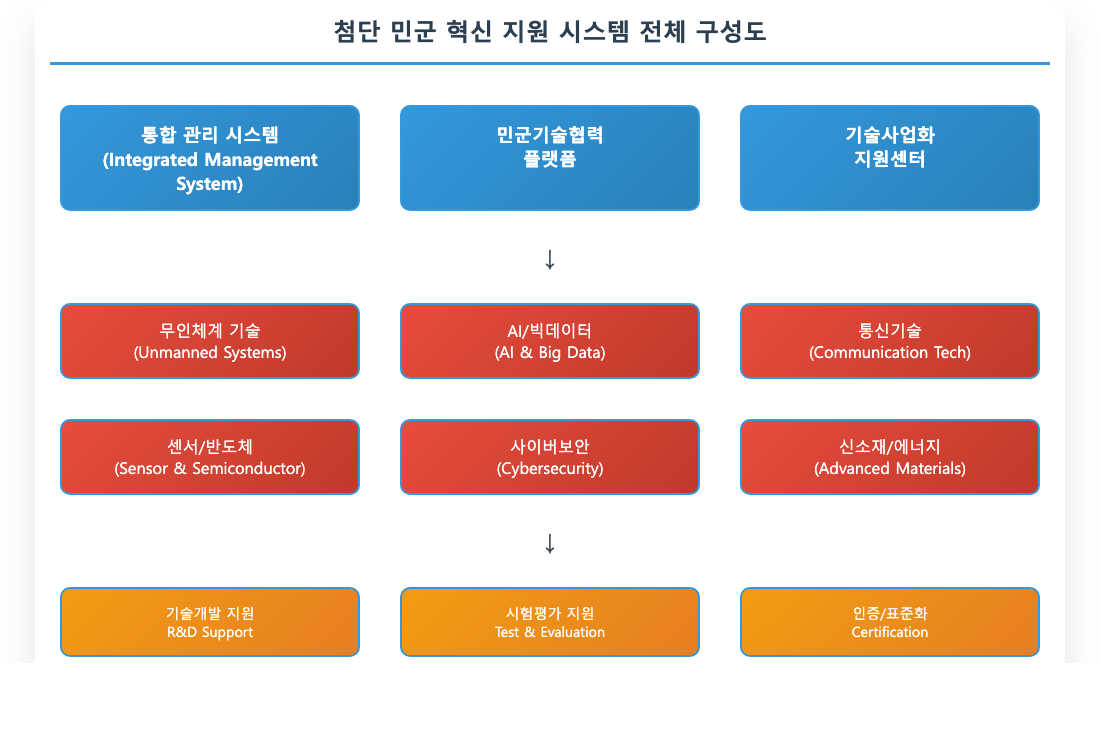 첨단 민군 혁신 지원 시스템 전체 구성도
통합 관리 시스템
(Integrated Management
System)
민군기술협력
플랫폼
기술사업화
지원센터
↓
무인체계 기술
(Unmanned Systems)
AI/빅데이터
(AI & Big Data)
통신기술
(Communication Tech)
센서/반도체
(Sensor & Semiconductor)
사이버보안
(Cybersecurity)
신소재/에너지
(Advanced Materials)
↓
기술개발 지원
R&D Support
시험평가 지원
Test & Evaluation
인증/표준화
Certification